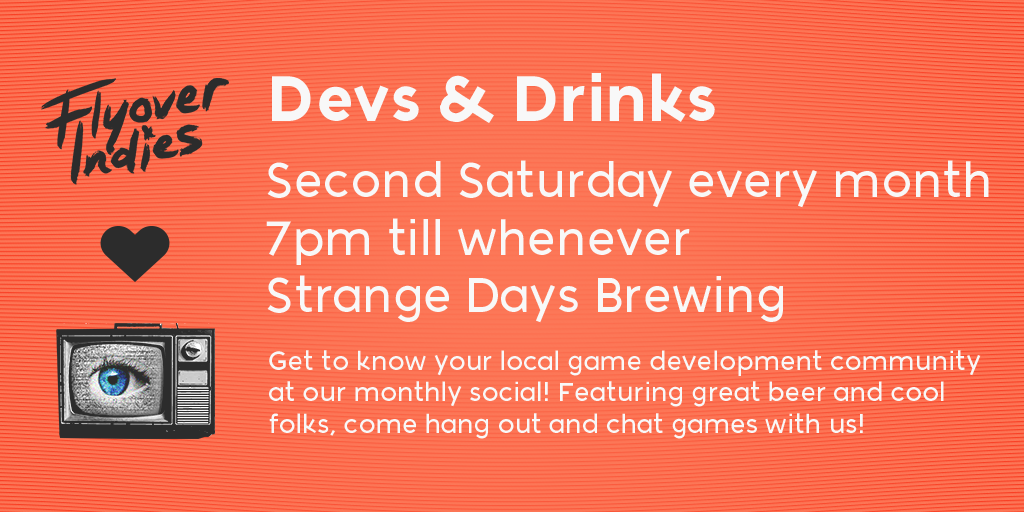 Flyover
Indies
Devs & Drinks
Second Saturday every month
7pm till whenever
Strange Days Brewing
Get to know your local game development community
at our monthly social! Featuring great beer and cool
folks, come hang out and chat games with us!